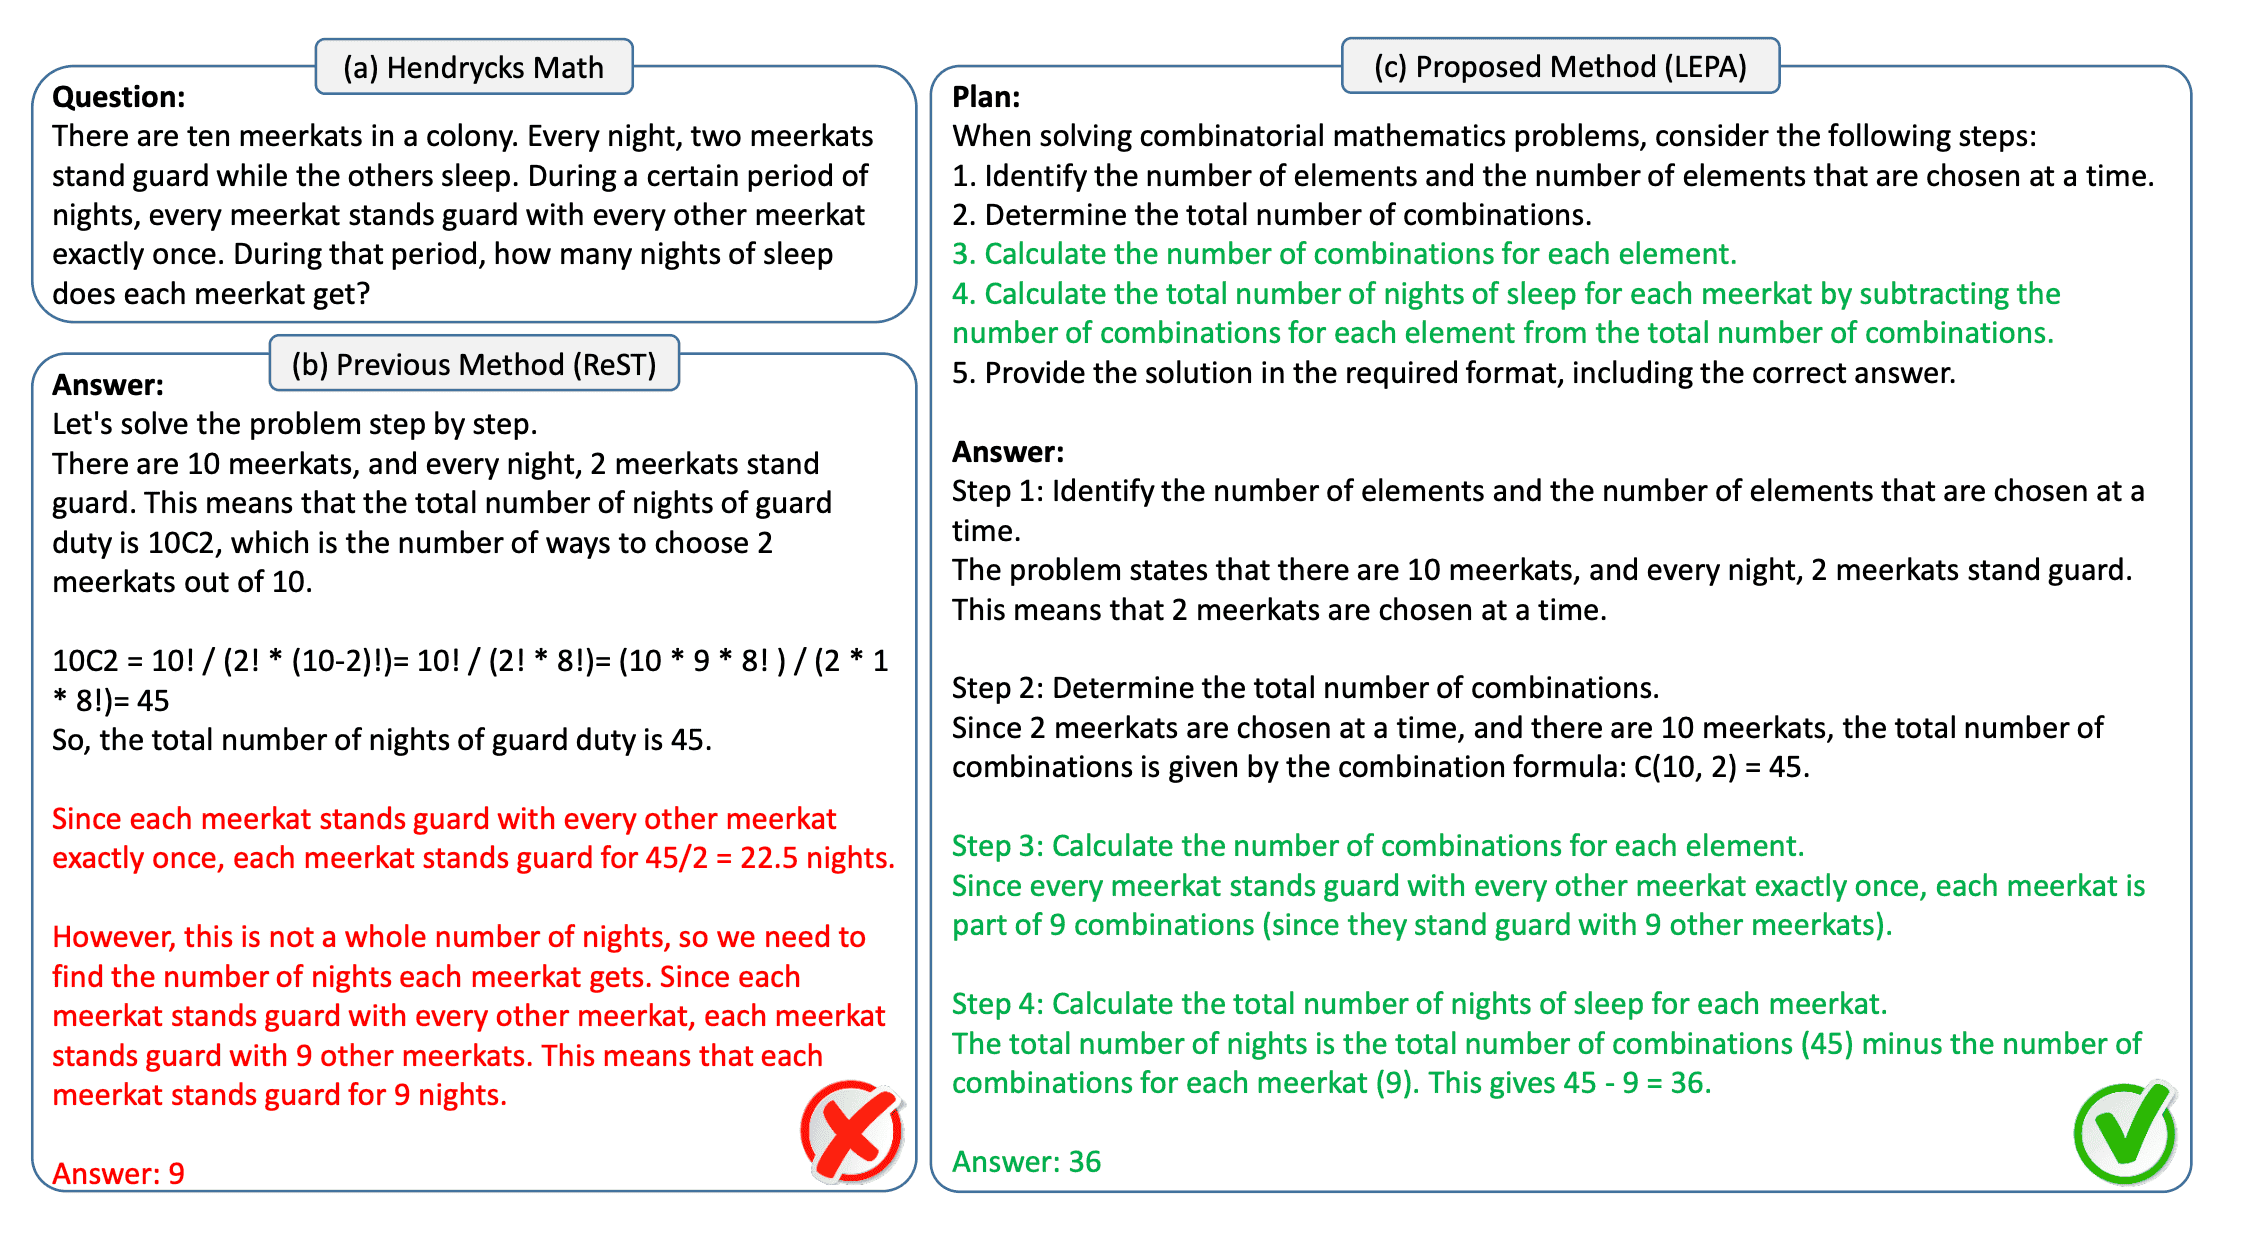 (a) Hendrycks Math
Question:
There are ten meerkats in a colony. Every night, two meerkats
stand guard while the others sleep. During a certain period of
nights, every meerkat stands guard with every other meerkat
exactly once. During that period, how many nights of sleep
does each meerkat get?
(b) Previous Method (ReST)
Answer:
Let's solve the problem step by step.
There are 10 meerkats, and every night, 2 meerkats stand
guard. This means that the total number of nights of guard
duty is 10C2, which is the number of ways to choose 2
meerkats out of 10.
10C2 = 10! / (2! * (10-2)!)= 10! / (2! * 8!)= (10 * 9 * 8! ) / (2 * 1
* 8!)= 45
So, the total number of nights of guard duty is 45.
Since each meerkat stands guard with every other meerkat
exactly once, each meerkat stands guard for 45/2 = 22.5 nights.
However, this is not a whole number of nights, so we need to
find the number of nights each meerkat gets. Since each
meerkat stands guard with every other meerkat, each meerkat
stands guard with 9 other meerkats. This means that each
meerkat stands guard for 9 nights.
Answer: 9
(c) Proposed Method (LEPA)
Plan:
When solving combinatorial mathematics problems, consider the following steps:
1. Identify the number of elements and the number of elements that are chosen at a time.
2. Determine the total number of combinations.
3. Calculate the number of combinations for each element.
4. Calculate the total number of nights of sleep for each meerkat by subtracting the
number of combinations for each element from the total number of combinations.
5. Provide the solution in the required format, including the correct answer.
Answer:
Step 1: Identify the number of elements and the number of elements that are chosen at a
time.
The problem states that there are 10 meerkats, and every night, 2 meerkats stand guard.
This means that 2 meerkats are chosen at a time.
Step 2: Determine the total number of combinations.
Since 2 meerkats are chosen at a time, and there are 10 meerkats, the total number of
combinations is given by the combination formula: C(10, 2) = 45.
Step 3: Calculate the number of combinations for each element.
Since every meerkat stands guard with every other meerkat exactly once, each meerkat is
part of 9 combinations (since they stand guard with 9 other meerkats).
Step 4: Calculate the total number of nights of sleep for each meerkat.
The total number of nights is the total number of combinations (45) minus the number of
combinations for each meerkat (9). This gives 45 - 9 = 36.
Answer: 36